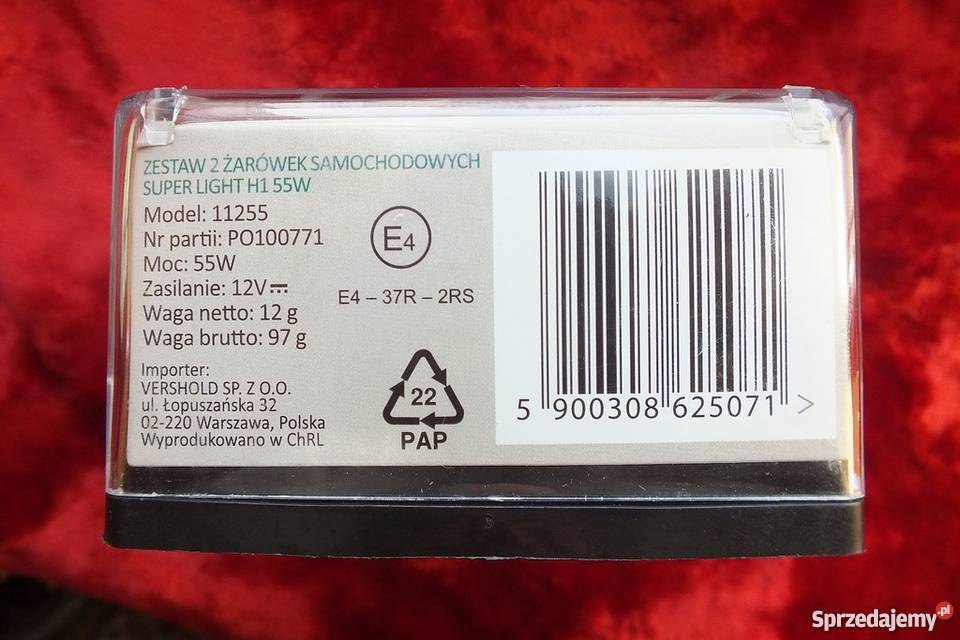 ZESTAW 2 ŻARÓWEK SAMOCHODOWYCH
SUPER LIGHT H1 55W
Model: 11255
Nr partii: PO100771
Moc: 55W
Zasilanie: 12V
Waga netto: 12 g
Waga brutto: 97 g
Importer:
VERSHOLD SP. Z O.O.
ul. Łopuszańska 32
02-220 Warszawa, Polska
Wyprodukowano w ChRL
E4
E4 – 37R – 2RS
22
PAP
5 900308 625071 >
Sprzedajemy.pl